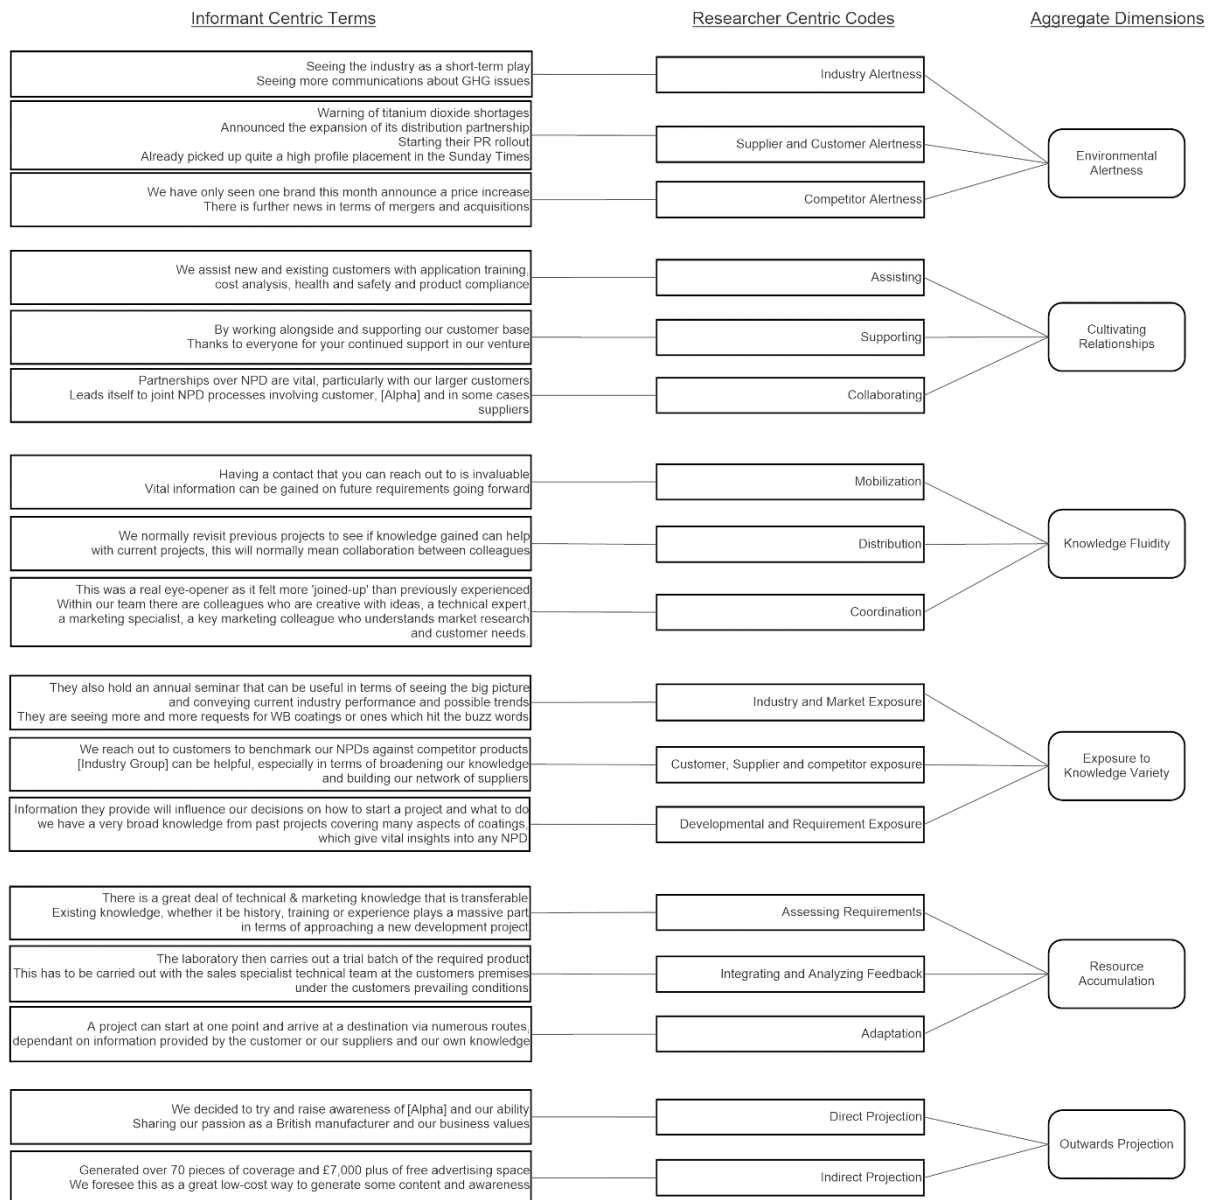 Informant Centric Terms
Researcher Centric Codes
Aggregate Dimensions
Seeing the industry as a short-term play
Seeing more communications about GHG issues
Industry Alertness
Warning of titanium dioxide shortages
Announced the expansion of its distribution partnership
Starting their PR rollout
Already picked up quite a high profile placement in the Sunday Times
Supplier and Customer Alertness
We have only seen one brand this month announce a price increase
There is further news in terms of mergers and acquisitions
Competitor Alertness
Environmental
Alertness
We assist new and existing customers with application training,
cost analysis, health and safety and product compliance
Assisting
By working alongside and supporting our customer base
Thanks to everyone for your continued support in our venture
Supporting
Partnerships over NPD are vital, particularly with our larger customers
Leads itself to joint NPD processes involving customer, [Alpha] and in some cases
suppliers
Collaborating
Cultivating
Relationships
Having a contact that you can reach out to is invaluable
Vital information can be gained on future requirements going forward
Mobilization
We normally revisit previous projects to see if knowledge gained can help
with current projects, this will normally mean collaboration between colleagues
Distribution
This was a real eye-opener as it felt more 'joined-up' than previously experienced
Within our team there are colleagues who are creative with ideas, a technical expert,
a marketing specialist, a key marketing colleague who understands market research
and customer needs.
Coordination
Knowledge Fluidity
They also hold an annual seminar that can be useful in terms of seeing the big picture
and conveying current industry performance and possible trends
They are seeing more and more requests for WB coatings or ones which hit the buzz words
Industry and Market Exposure
We reach out to customers to benchmark our NPDs against competitor products
[Industry Group] can be helpful, especially in terms of broadening our knowledge
and building our network of suppliers
Customer, Supplier and competitor exposure
Information they provide will influence our decisions on how to start a project and what to do
we have a very broad knowledge from past projects covering many aspects of coatings,
which give vital insights into any NPD
Developmental and Requirement Exposure
Exposure to
Knowledge Variety
There is a great deal of technical & marketing knowledge that is transferable
Existing knowledge, whether it be history, training or experience plays a massive part
in terms of approaching a new development project
Assessing Requirements
The laboratory then carries out a trial batch of the required product
This has to be carried out with the sales specialist technical team at the customers premises
under the customers prevailing conditions
Integrating and Analyzing Feedback
A project can start at one point and arrive at a destination via numerous routes,
dependant on information provided by the customer or our suppliers and our own knowledge
Adaptation
Resource
Accumulation
We decided to try and raise awareness of [Alpha] and our ability
Sharing our passion as a British manufacturer and our business values
Direct Projection
Generated over 70 pieces of coverage and £7,000 plus of free advertising space
We foresee this as a great low-cost way to generate some content and awareness
Indirect Projection
Outwards Projection